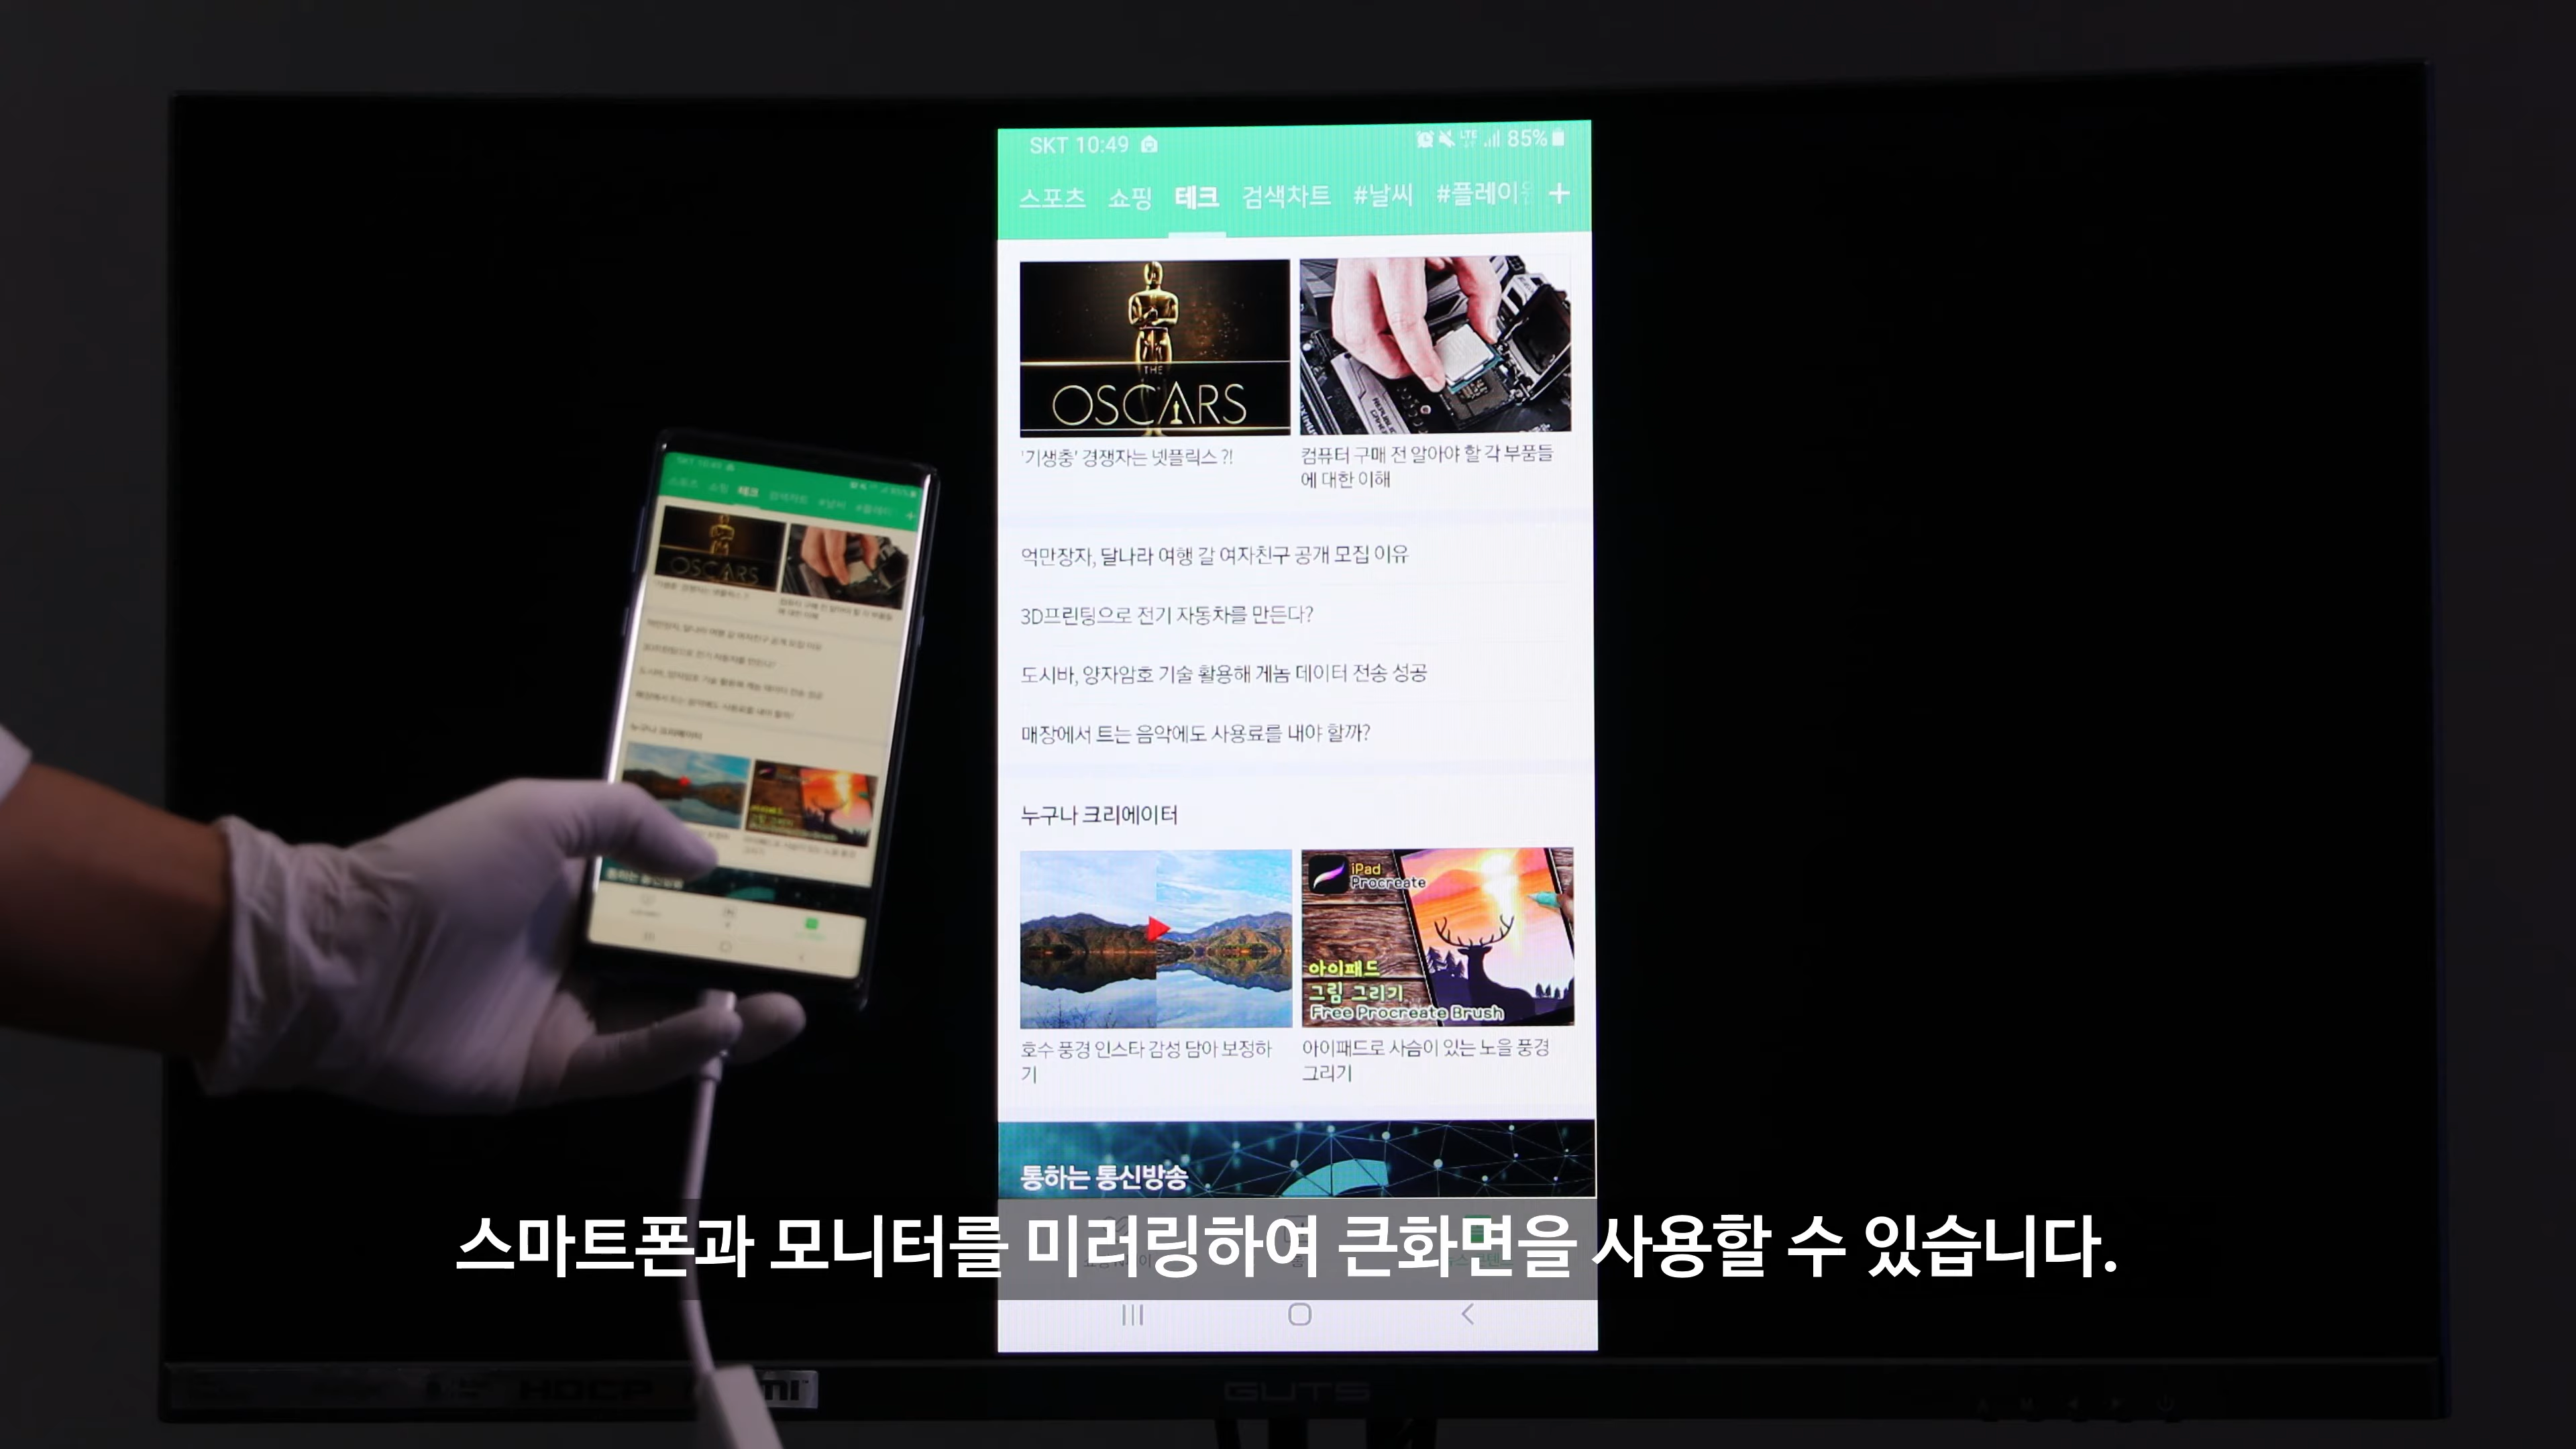 SKT 10:49
LTE
85%
스포츠 쇼핑 테크 검색차트 #날씨 #플레이
THE
OSCARS
'기생충' 경쟁자는 넷플릭스 ?!
컴퓨터 구매 전 알아야 할 각 부품들
에 대한 이해
억만장자, 달나라 여행 갈 여자친구 공개 모집 이유
3D프린팅으로 전기 자동차를 만든다?
도시바, 양자암호 기술 활용해 게놈 데이터 전송 성공
매장에서 트는 음악에도 사용료를 내야 할까?
누구나 크리에이터
iPad
Procreate
아이패드
그림 그리기
Free Procreate Brush
호수 풍경 인스타 감성 담아 보정하
기
아이패드로 사슴이 있는 노을 풍경
그리기
통하는 통신방송
스마트폰과 모니터를 미러링하여 큰화면을 사용할 수 있습니다.
HDCP
GUTS